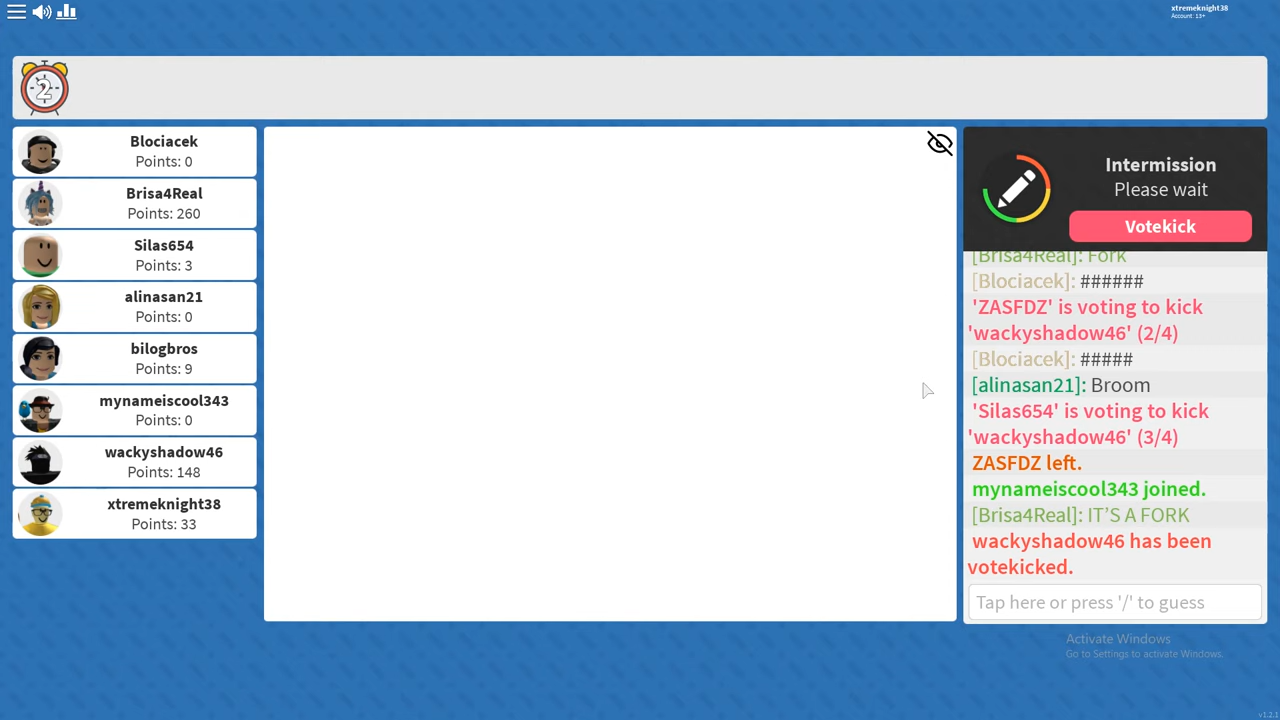 xtremeknight38
Account: 13+
2
Blociacek
Points: 0
Brisa4Real
Points: 260
Silas654
Points: 3
alinasan21
Points: 0
bilogbros
Points: 9
mynameiscool343
Points: 0
wackyshadow46
Points: 148
xtremeknight38
Points: 33
Intermission
Please wait
Votekick
[Brisa4Real]: Fork
[Blociacek]: ######
'ZASFDZ' is voting to kick
'wackyshadow46' (2/4)
[Blociacek]: #####
[alinasan21]: Broom
'Silas654' is voting to kick
'wackyshadow46' (3/4)
ZASFDZ left.
mynameiscool343 joined.
[Brisa4Real]: IT’S A FORK
wackyshadow46 has been
votekicked.
Tap here or press '/' to guess
Activate Windows
Go to Settings to activate Windows.
v1.2.1